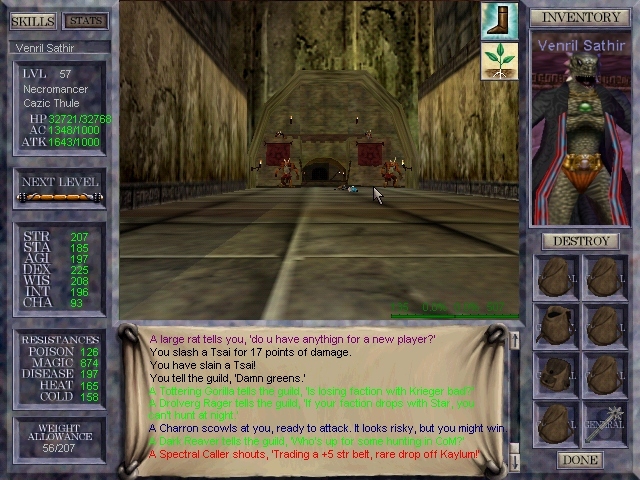 SKILLS STATS
Venril Sathir
LVL 57
Necromancer
Cazic Thule
HP 32721/32768
AC 1348/1000
ATK 1643/1000
NEXT LEVEL
STR 207
STA 185
AGI 197
DEX 225
WIS 208
INT 196
CHA 93
RESISTANCES
POISON 126
MAGIC 874
DISEASE 197
HEAT 165
COLD 158
WEIGHT
ALLOWANCE
56/207
A large rat tells you, 'do u have anythign for a new player?'
You slash a Tsai for 17 points of damage.
You have slain a Tsai!
You tell the guild, 'Damn greens.'
A Tottering Gorilla tells the guild, 'Is losing faction with Krieger bad?'
A Drolverg Rager tells the guild, 'If your faction drops with Star, you
can't hunt at night.'
A Charron scowls at you, ready to attack. It looks risky, but you might win.
A Dark Reaver tells the guild, 'Who's up for some hunting in CoM?'
A Spectral Caller shouts, 'Trading a +5 str belt, rare drop off Kaylum!'
INVENTORY
Venril Sathir
DESTROY
GENERAL
DONE